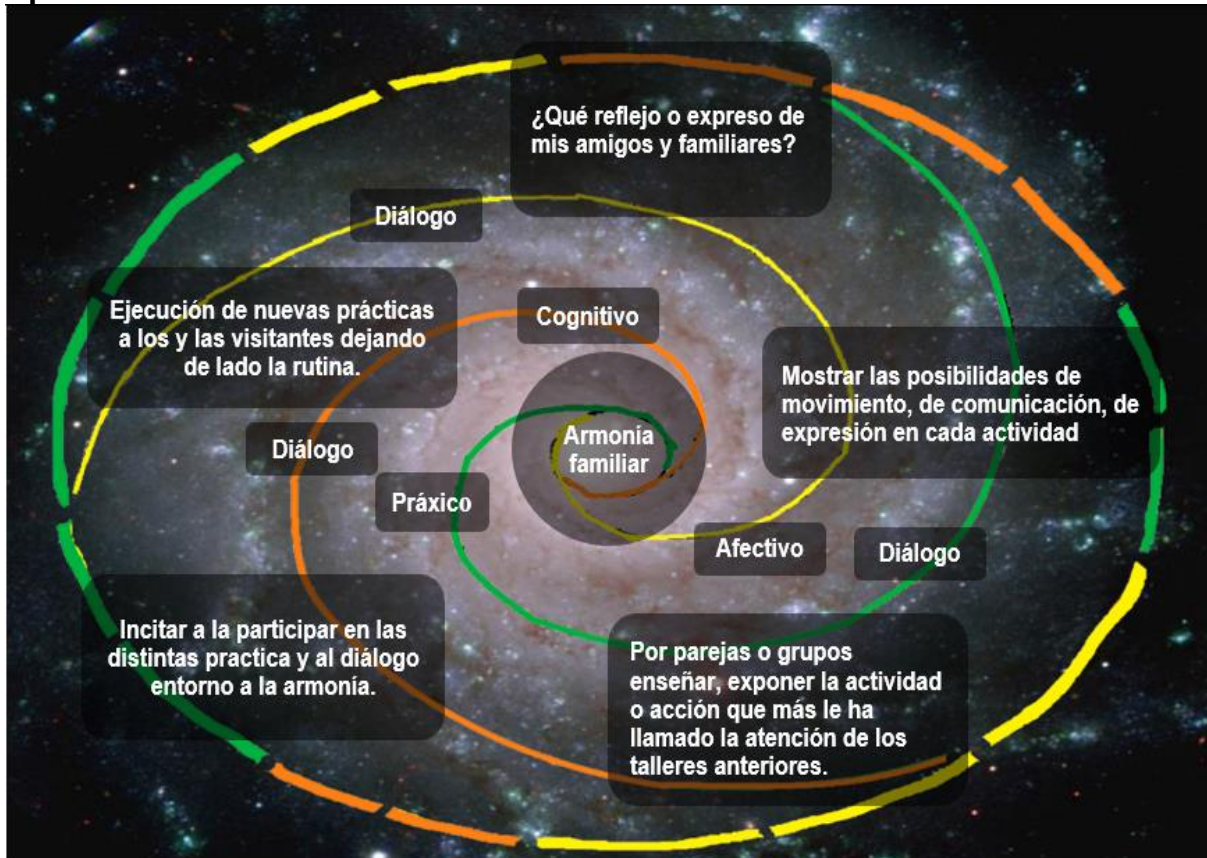 ¿Qué reflejo o expreso de
mis amigos y familiares?
Diálogo
Ejecución de nuevas prácticas
a los y las visitantes dejando
de lado la rutina.
Cognitivo
Mostrar las posibilidades de
movimiento, de comunicación, de
expresión en cada actividad
Armonía
familiar
Diálogo
Práxico
Afectivo
Diálogo
Incitar a la participar en las
distintas practica y al diálogo
entorno a la armonía.
Por parejas o grupos
enseñar, exponer la actividad
o acción que más le ha
llamado la atención de los
talleres anteriores.